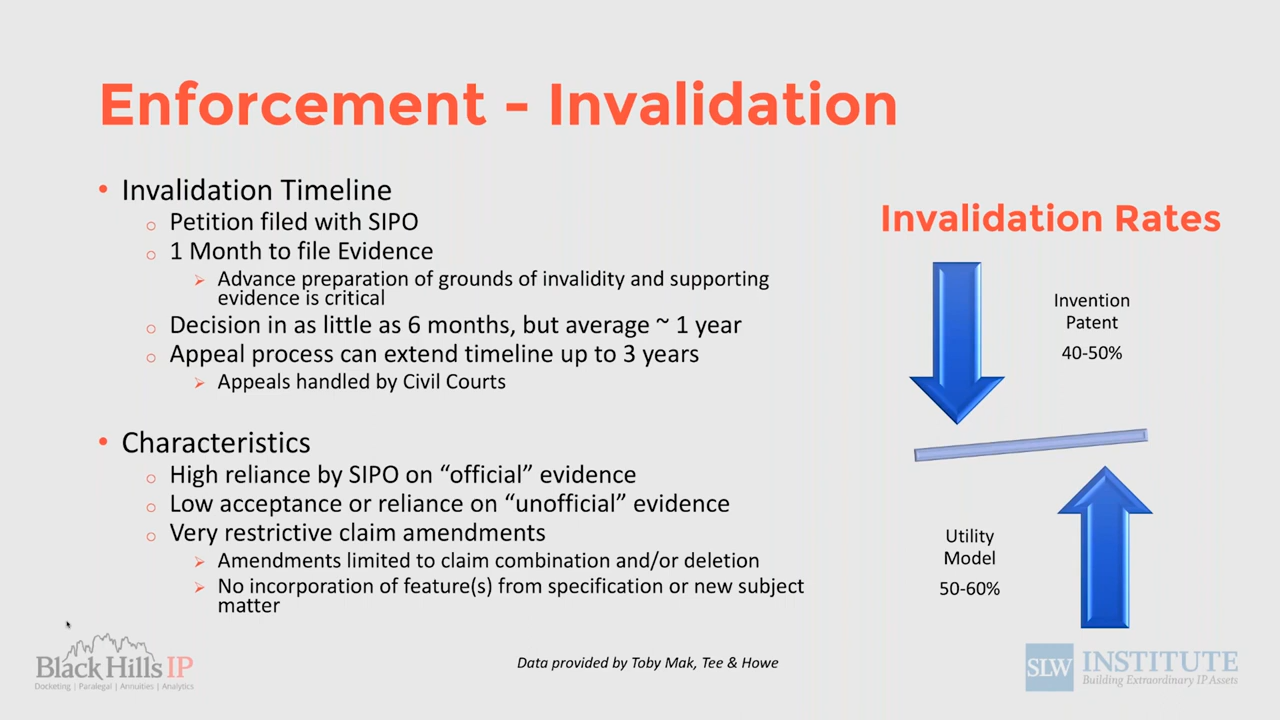 Enforcement - Invalidation
• Invalidation Timeline
o Petition filed with SIPO
o 1 Month to file Evidence
➢ Advance preparation of grounds of invalidity and supporting
evidence is critical
o Decision in as little as 6 months, but average ~ 1 year
o Appeal process can extend timeline up to 3 years
➢ Appeals handled by Civil Courts
• Characteristics
o High reliance by SIPO on “official” evidence
o Low acceptance or reliance on “unofficial” evidence
o Very restrictive claim amendments
➢ Amendments limited to claim combination and/or deletion
➢ No incorporation of feature(s) from specification or new subject
matter
Invalidation Rates
Invention
Patent
40-50%
Utility
Model
50-60%
Data provided by Toby Mak, Tee & Howe
Black Hills IP
Docketing | Paralegal | Annuities | Analytics
SLW INSTITUTE
Building Extraordinary IP Assets